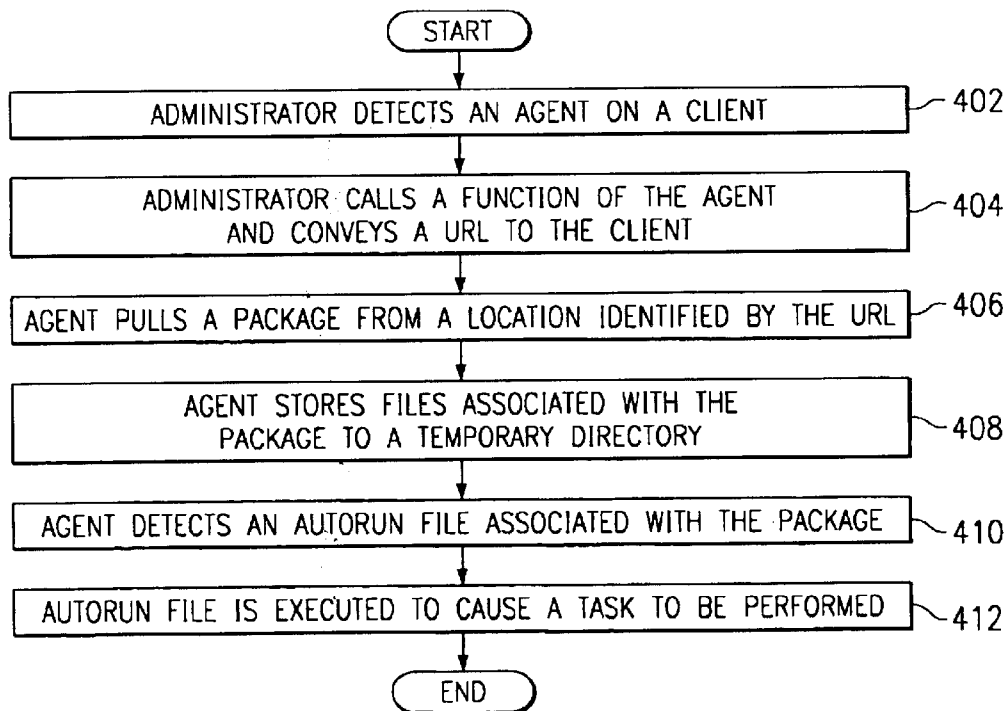 START
ADMINISTRATOR DETECTS AN AGENT ON A CLIENT
402
ADMINISTRATOR CALLS A FUNCTION OF THE AGENT
AND CONVEYS A URL TO THE CLIENT
404
AGENT PULLS A PACKAGE FROM A LOCATION IDENTIFIED BY THE URL
406
AGENT STORES FILES ASSOCIATED WITH THE
PACKAGE TO A TEMPORARY DIRECTORY
408
AGENT DETECTS AN AUTORUN FILE ASSOCIATED WITH THE PACKAGE
410
AUTORUN FILE IS EXECUTED TO CAUSE A TASK TO BE PERFORMED
412
END